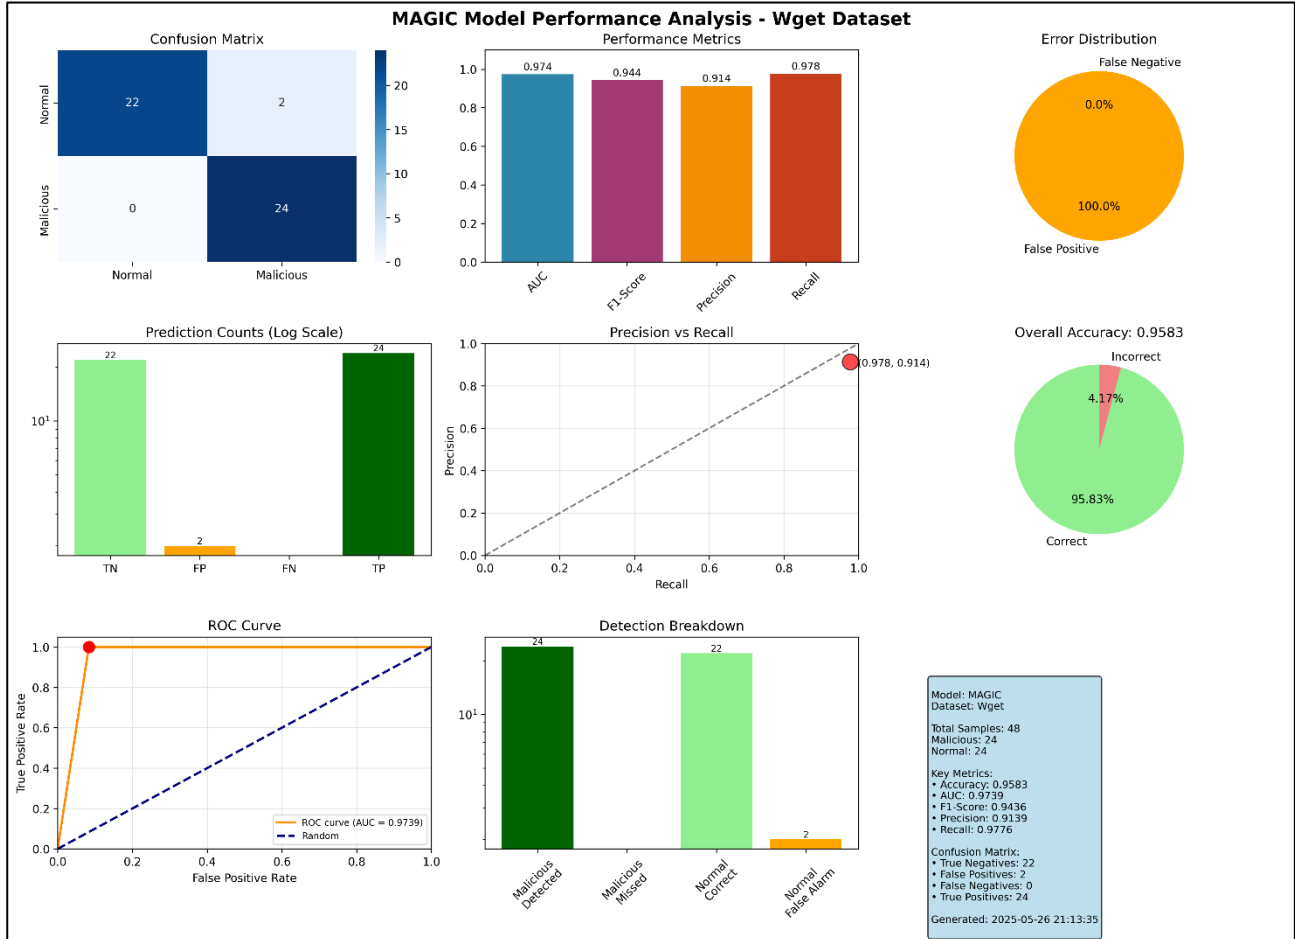 MAGIC Model Performance Analysis - Wget Dataset
Confusion Matrix
Normal
Malicious
22
2
0
24
Normal
Malicious
20
15
10
5
0
Performance Metrics
1.0
0.8
0.6
0.4
0.2
0.0
0.974
0.944
0.914
0.978
AUC
F1-Score
Precision
Recall
Error Distribution
False Negative
0.0%
100.0%
False Positive
Prediction Counts (Log Scale)
10¹
22
2
24
TN
FP
FN
TP
Precision vs Recall
Precision
1.0
0.8
0.6
0.4
0.2
0.0
(0.978, 0.914)
0.0
0.2
0.4
0.6
0.8
1.0
Recall
Overall Accuracy: 0.9583
Incorrect
4.17%
95.83%
Correct
ROC Curve
True Positive Rate
1.0
0.8
0.6
0.4
0.2
0.0
ROC curve (AUC = 0.9739)
Random
0.0
0.2
0.4
0.6
0.8
1.0
False Positive Rate
Detection Breakdown
10¹
24
22
2
Malicious
Detected
Malicious
Missed
Normal
Correct
Normal
False Alarm
Model: MAGIC
Dataset: Wget
Total Samples: 48
Malicious: 24
Normal: 24
Key Metrics:
• Accuracy: 0.9583
• AUC: 0.9739
• F1-Score: 0.9436
• Precision: 0.9139
• Recall: 0.9776
Confusion Matrix:
• True Negatives: 22
• False Positives: 2
• False Negatives: 0
• True Positives: 24
Generated: 2025-05-26 21:13:35